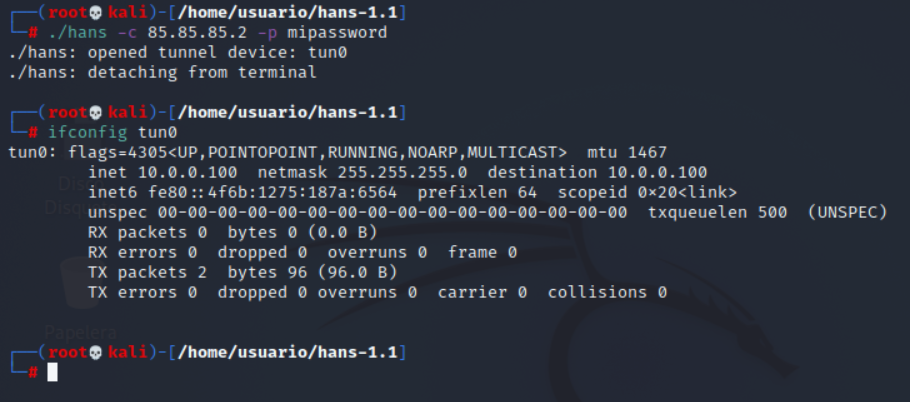 ┌──(root💀kali)-[/home/usuario/hans-1.1]
└─# ./hans -c 85.85.85.2 -p mipassword
./hans: opened tunnel device: tun0
./hans: detaching from terminal
┌──(root💀kali)-[/home/usuario/hans-1.1]
└─# ifconfig tun0
tun0: flags=4305<UP,POINTOPOINT,RUNNING,NOARP,MULTICAST>  mtu 1467
        inet 10.0.0.100  netmask 255.255.255.0  destination 10.0.0.100
        inet6 fe80::4f6b:1275:187a:6564  prefixlen 64  scopeid 0×20<link>
        unspec 00-00-00-00-00-00-00-00-00-00-00-00-00-00-00-00  txqueuelen 500  (UNSPEC)
        RX packets 0  bytes 0 (0.0 B)
        RX errors 0  dropped 0  overruns 0  frame 0
        TX packets 2  bytes 96 (96.0 B)
        TX errors 0  dropped 0 overruns 0  carrier 0  collisions 0
Papelera
┌──(root💀kali)-[/home/usuario/hans-1.1]
└─#